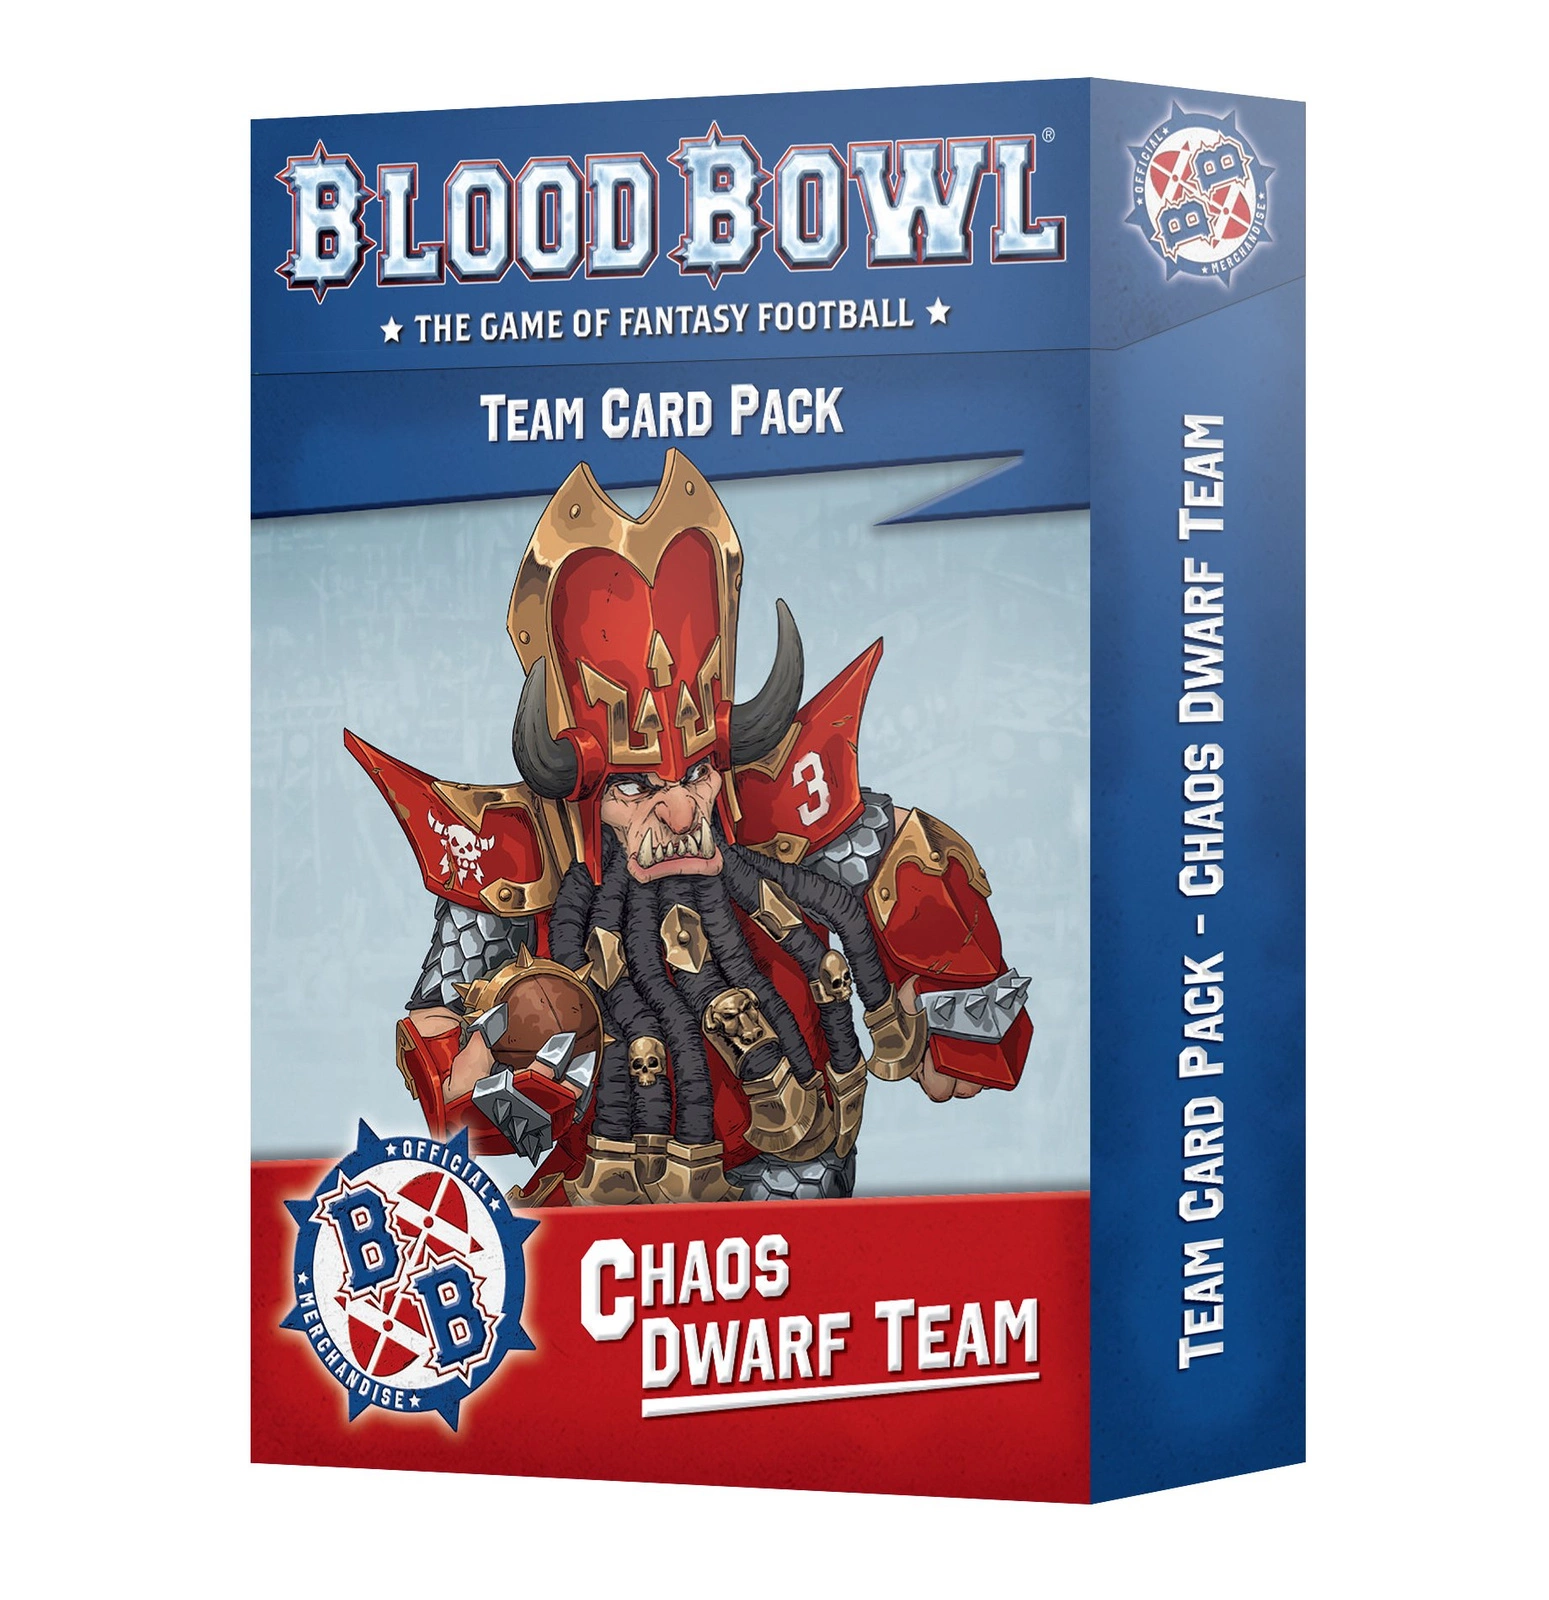 BLOOD BOWL®
★ THE GAME OF FANTASY FOOTBALL ★
TEAM CARD PACK
3
★ OFFICIAL ★
BB
★ MERCHANDISE ★
CHAOS
DWARF TEAM
★ OFFICIAL ★
BB
★ MERCHANDISE ★
TEAM CARD PACK - CHAOS DWARF TEAM